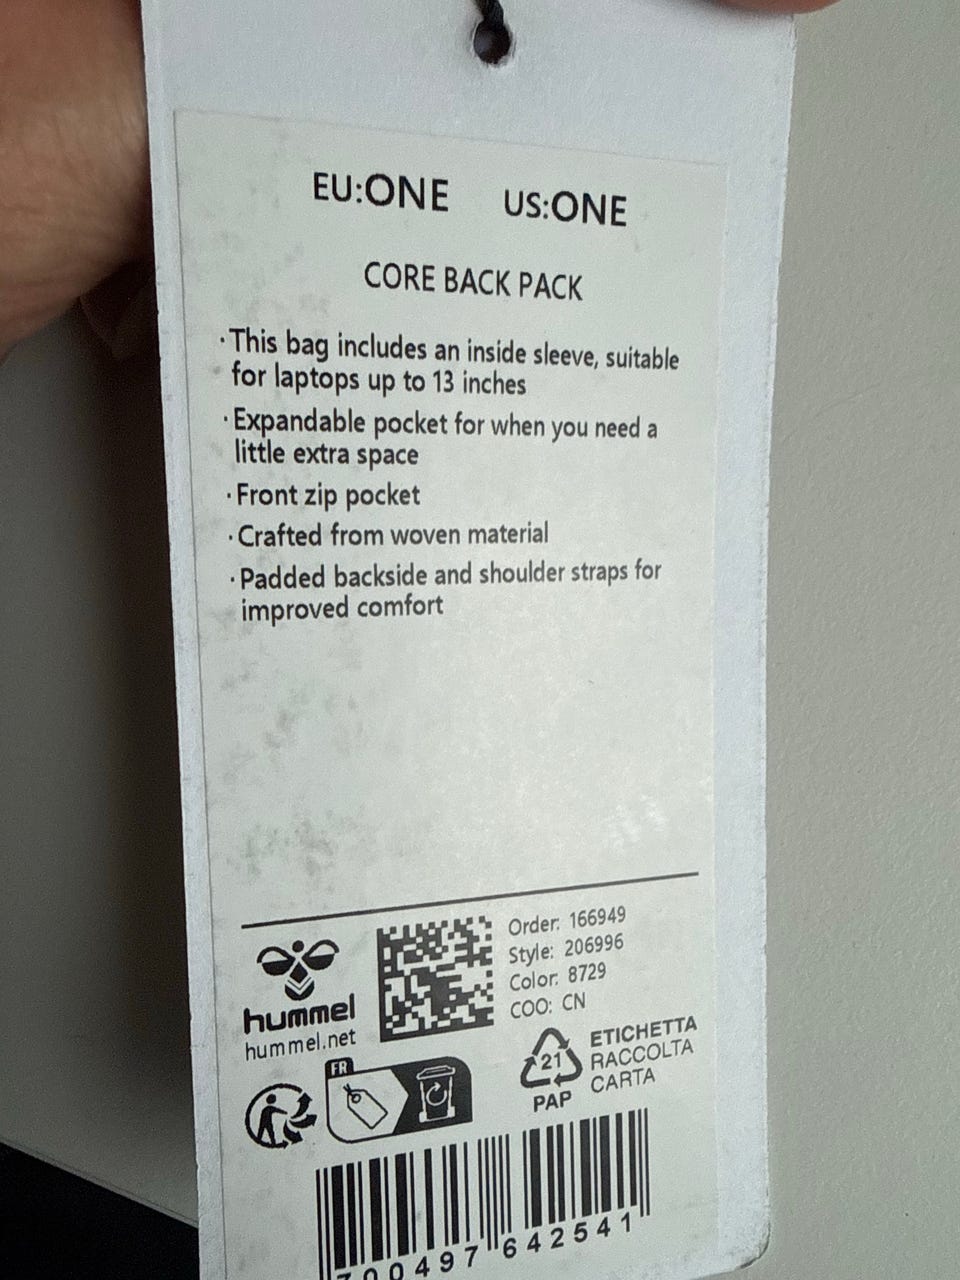 EU:ONE US:ONE
CORE BACK PACK
·This bag includes an inside sleeve, suitable
for laptops up to 13 inches
·Expandable pocket for when you need a
little extra space
·Front zip pocket
·Crafted from woven material
·Padded backside and shoulder straps for
improved comfort
Order: 166949
Style: 206996
Color: 8729
COO: CN
hummel
hummel.net
FR
21
PAP
ETICHETTA
RACCOLTA
CARTA
700497 642541